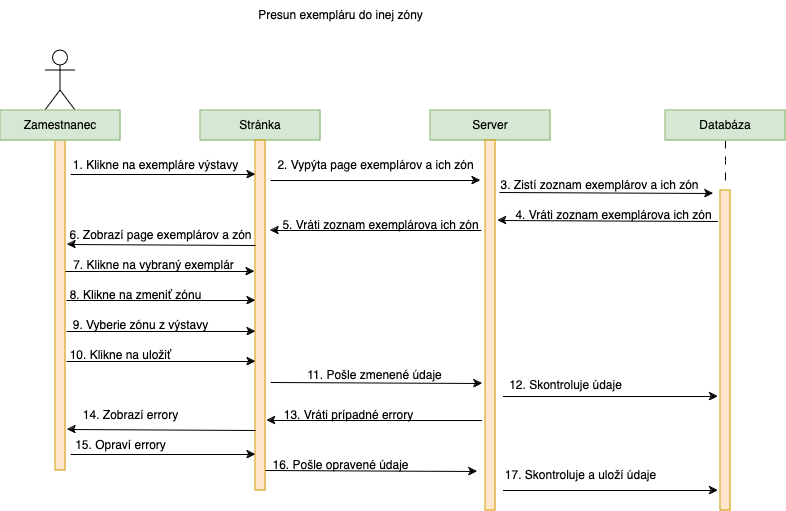 Presun exempláru do inej zóny
Zamestnanec
Stránka
Server
Databáza
1. Klikne na exempláre výstavy
2. Vypýta page exemplárov a ich zón
3. Zistí zoznam exemplárov a ich zón
4. Vráti zoznam exemplárova ich zón
5. Vráti zoznam exemplárova ich zón
6. Zobrazí page exemplárov a zón
7. Klikne na vybraný exemplár
8. Klikne na zmeniť zónu
9. Vyberie zónu z výstavy
10. Klikne na uložiť
11. Pošle zmenené údaje
12. Skontroluje údaje
13. Vráti prípadné errory
14. Zobrazí errory
15. Opraví errory
16. Pošle opravené údaje
17. Skontroluje a uloží údaje